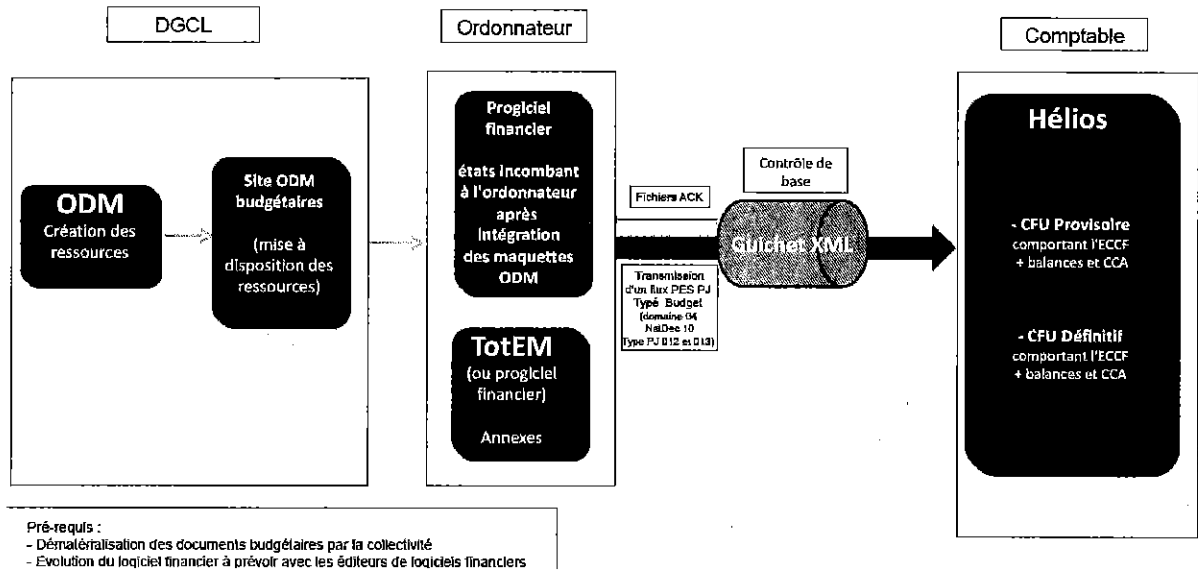 DGCL
Ordonnateur
Comptable
ODM
Création des
ressources
Site ODM
budgétaires
(mise à
disposition des
ressources)
Progiciel
financier
états incombant
à l'ordonnateur
après
Intégration
des maquettes
ODM
TotEM
(ou progiciel
financier)
Annexes
Fichiers ACK
Transmission
d'un flux PES PJ
Typé Budget
(domaine 04
NatDec 10
Type PJ 012 et 013)
Contrôle de
base
Guichet XML
Hélios
- CFU Provisoire
comportant l'ECCF
+ balances et CCA
- CFU Définitif
comportant l'ECCF
+ balances et CCA
Pré-requis :
- Dématérialisation des documents budgétaires par la collectivité
- Evolution du logiciel financier à prévoir avec les éditeurs de logiciels financiers